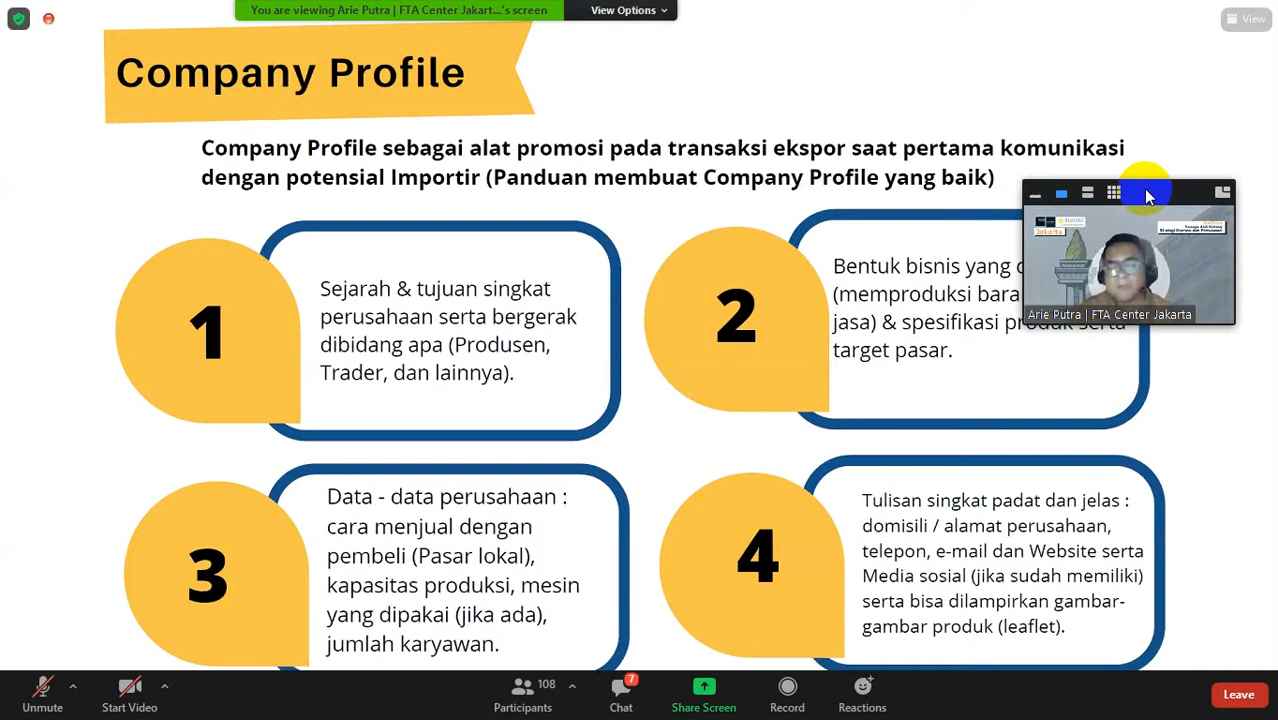 You are viewing Arie Putra | FTA Center Jakart...'s screen
View Options
View
Company Profile
Company Profile sebagai alat promosi pada transaksi ekspor saat pertama komunikasi
dengan potensial Importir (Panduan membuat Company Profile yang baik)
1
Sejarah & tujuan singkat
perusahaan serta bergerak
dibidang apa (Produsen,
Trader, dan lainnya).
2
Bentuk bisnis yang
(memproduksi
jasa) & spesifikasi produk serta
target pasar.
Jakarta
Arie Putra | FTA Center Jakarta
3
Data - data perusahaan :
cara menjual dengan
pembeli (Pasar lokal),
kapasitas produksi, mesin
yang dipakai (jika ada),
jumlah karyawan.
4
Tulisan singkat padat dan jelas :
domisili / alamat perusahaan,
telepon, e-mail dan Website serta
Media sosial (jika sudah memiliki)
serta bisa dilampirkan gambar-
gambar produk (leaflet).
Unmute
Start Video
108
Participants
7
Chat
Share Screen
Record
Reactions
Leave